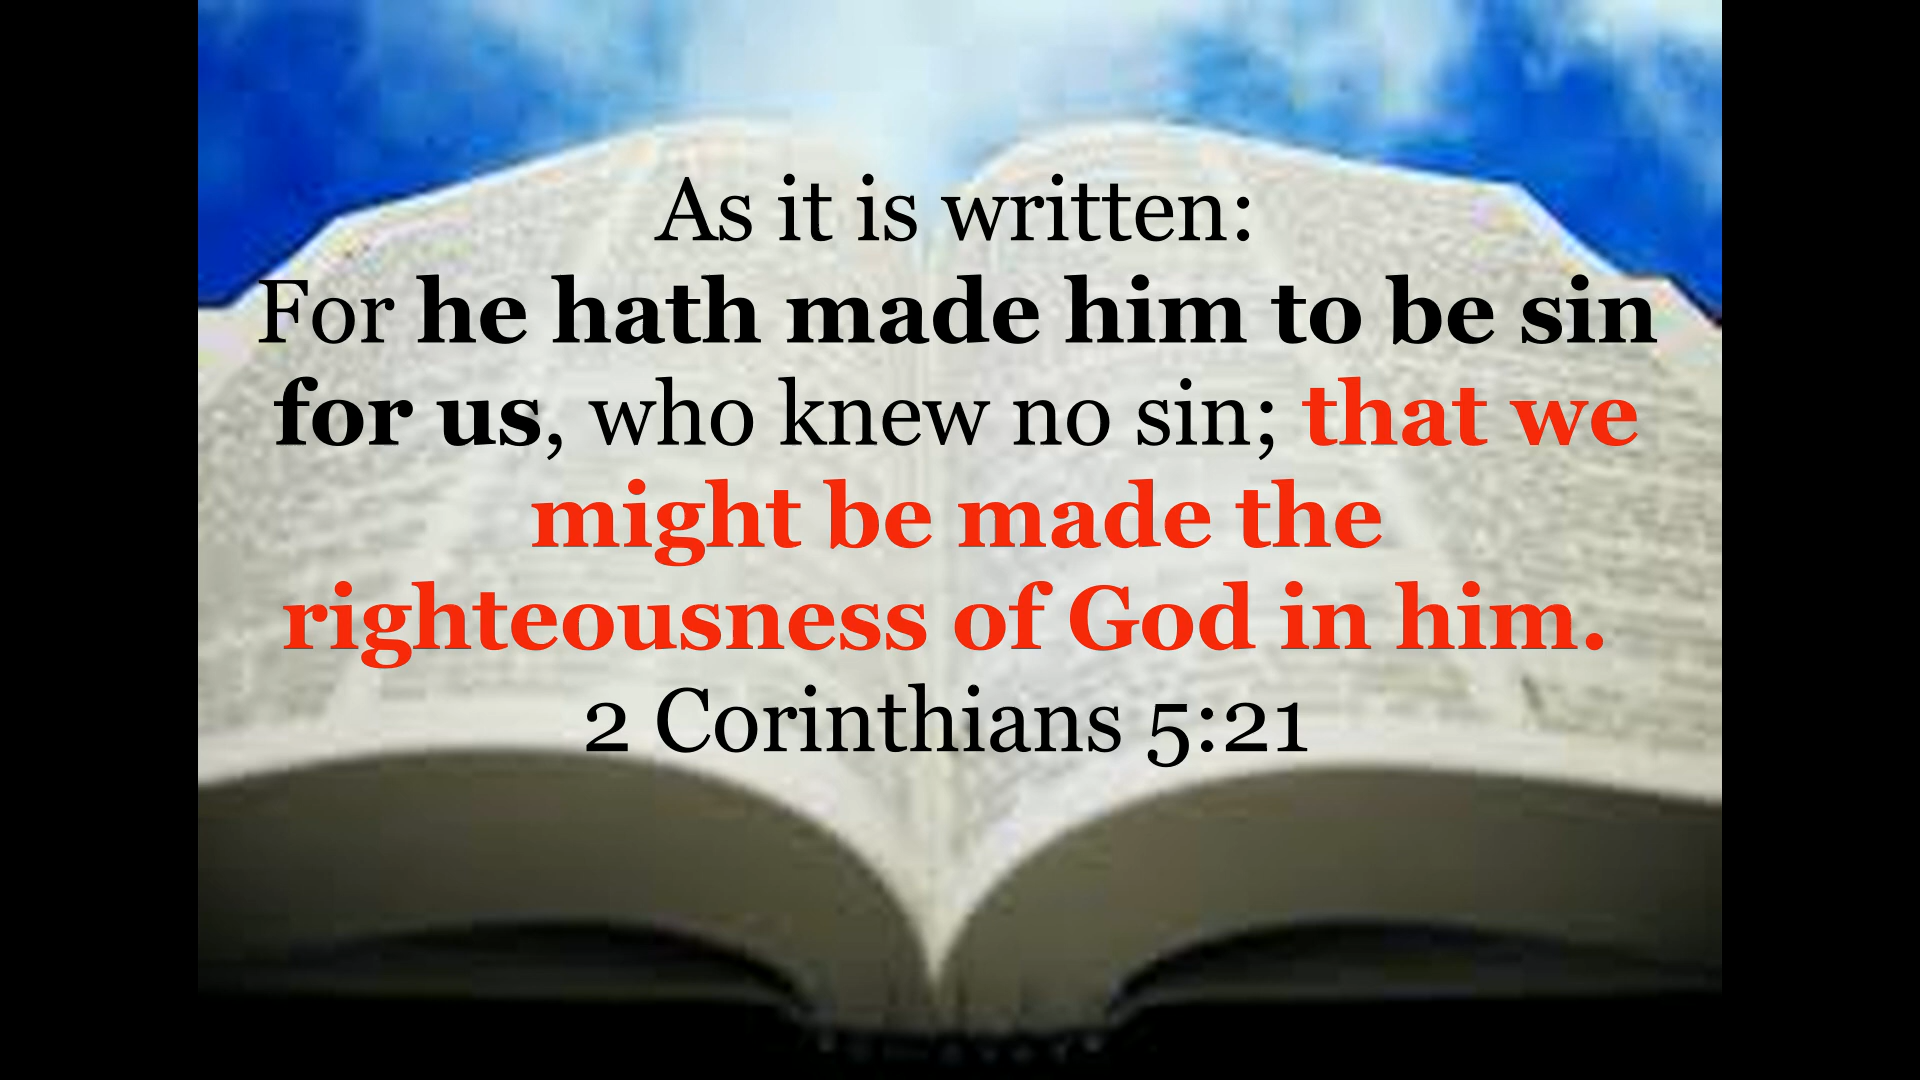 As it is written:
For he hath made him to be sin
for us, who knew no sin; that we
might be made the
righteousness of God in him.
2 Corinthians 5:21